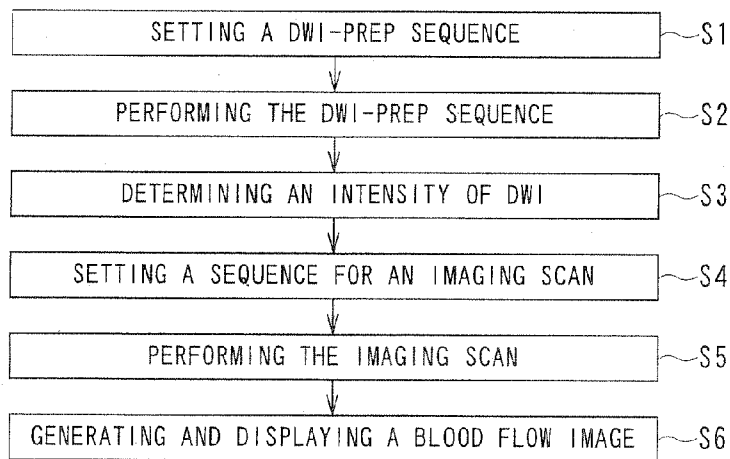 SETTING A DWI-PREP SEQUENCE S1
PERFORMING THE DWI-PREP SEQUENCE S2
DETERMINING AN INTENSITY OF DWI S3
SETTING A SEQUENCE FOR AN IMAGING SCAN S4
PERFORMING THE IMAGING SCAN S5
GENERATING AND DISPLAYING A BLOOD FLOW IMAGE S6